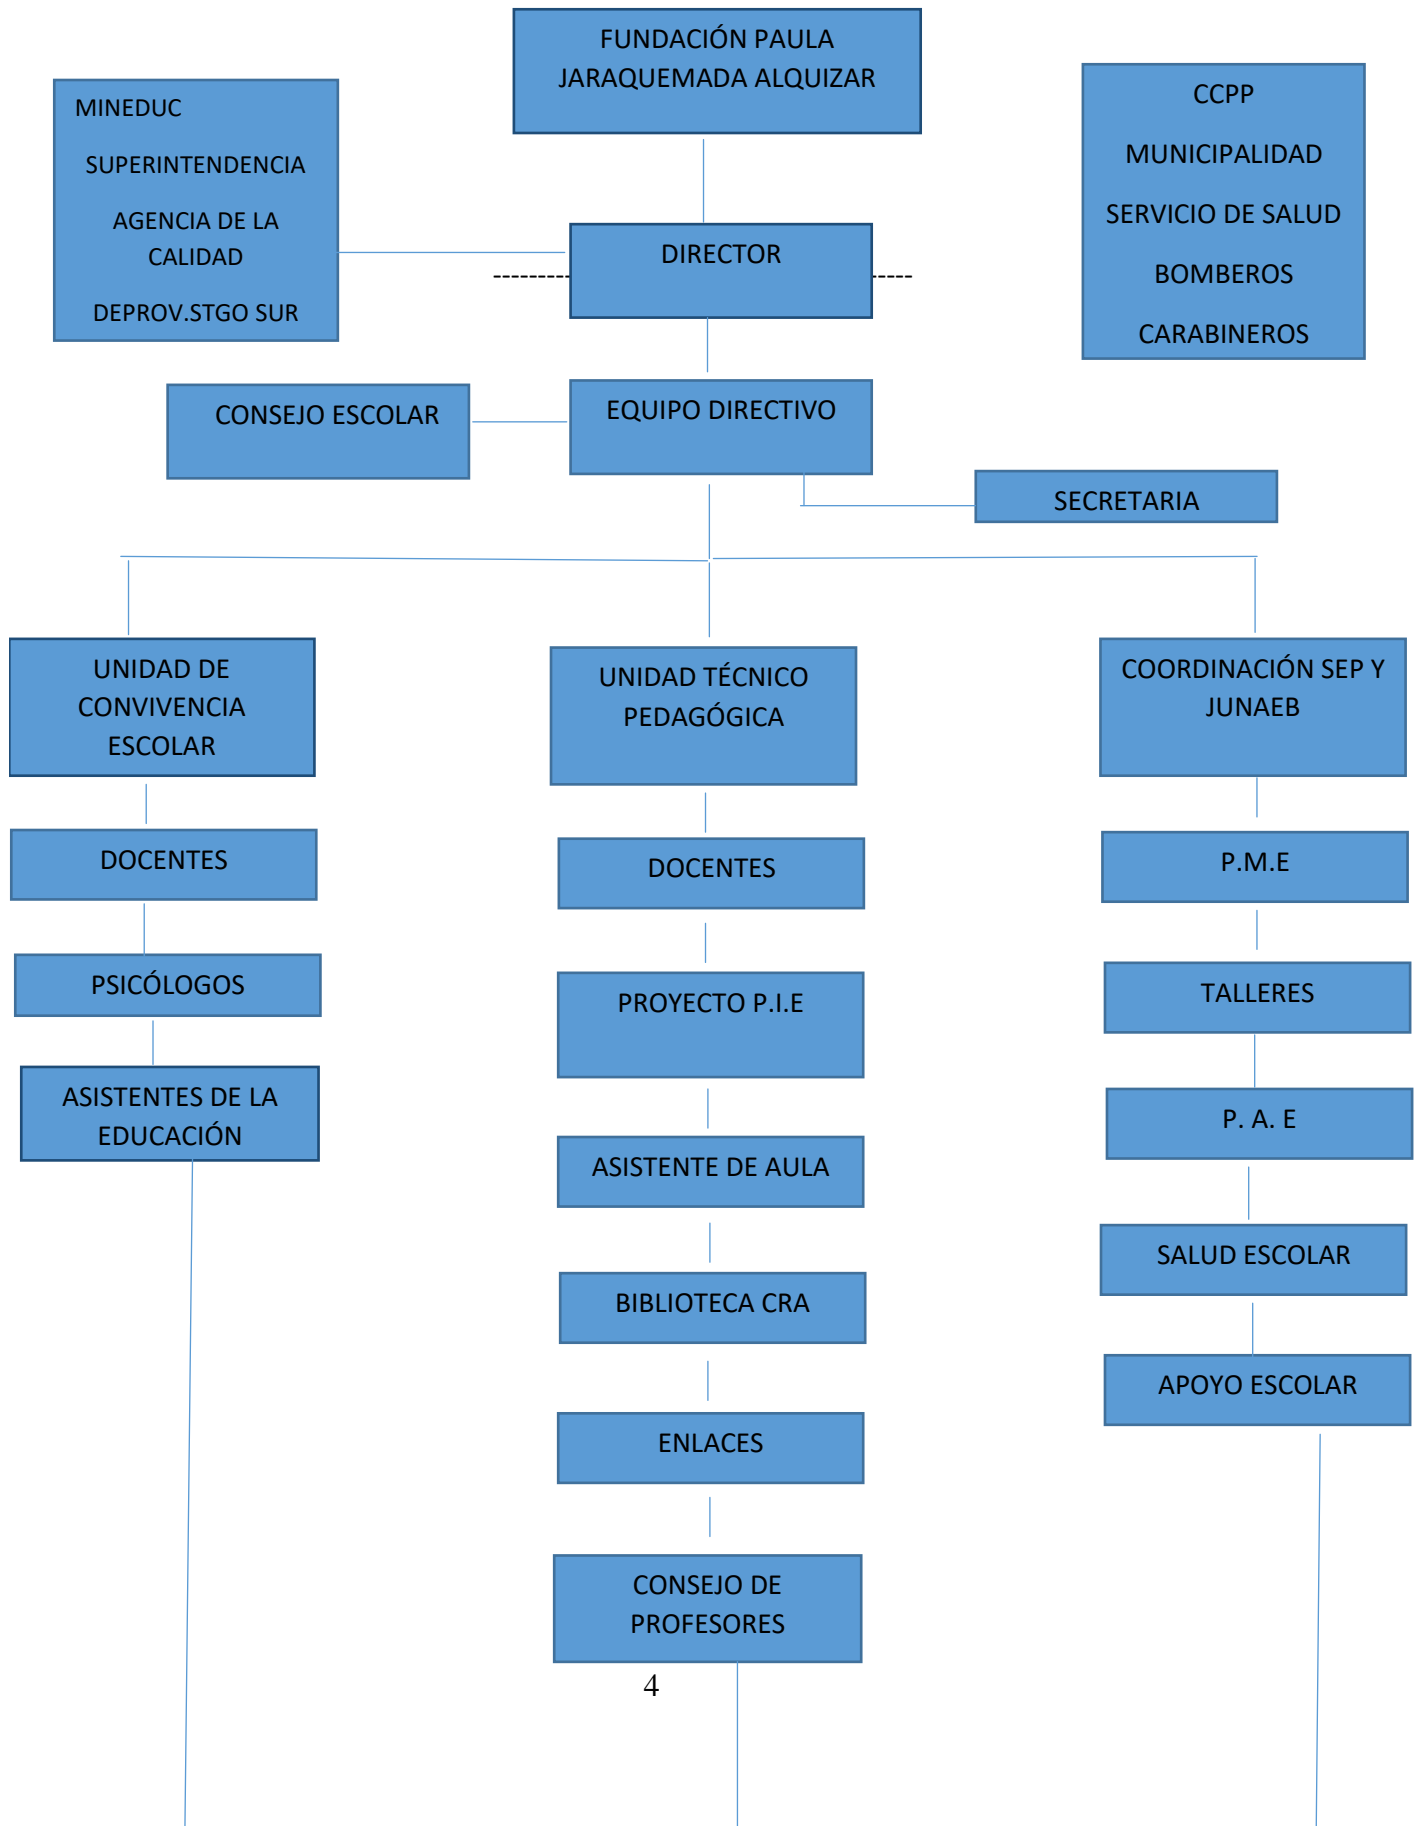 FUNDACIÓN PAULA
JARAQUEMADA ALQUIZAR
MINEDUC
SUPERINTENDENCIA
AGENCIA DE LA
CALIDAD
DEPROV.STGO SUR
CCPP
MUNICIPALIDAD
SERVICIO DE SALUD
BOMBEROS
CARABINEROS
DIRECTOR
CONSEJO ESCOLAR
EQUIPO DIRECTIVO
SECRETARIA
UNIDAD DE
CONVIVENCIA
ESCOLAR
DOCENTES
PSICÓLOGOS
ASISTENTES DE LA
EDUCACIÓN
UNIDAD TÉCNICO
PEDAGÓGICA
DOCENTES
PROYECTO P.I.E
ASISTENTE DE AULA
BIBLIOTECA CRA
ENLACES
CONSEJO DE
PROFESORES
COORDINACIÓN SEP Y
JUNAEB
P.M.E
TALLERES
P. A. E
SALUD ESCOLAR
APOYO ESCOLAR
4